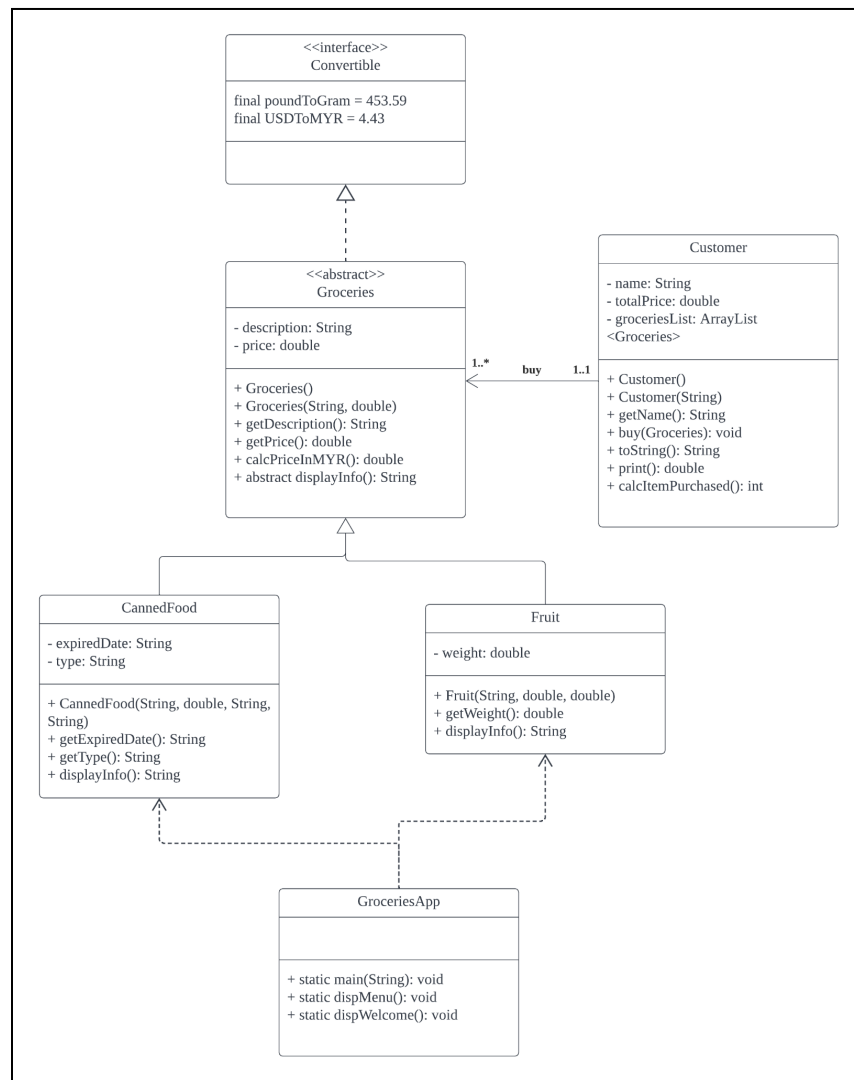 <<interface>>
Convertible
final poundToGram = 453.59
final USDToMYR = 4.43
<<abstract>>
Groceries
- description: String
- price: double
+ Groceries()
+ Groceries(String, double)
+ getDescription(): String
+ getPrice(): double
+ calcPriceInMYR(): double
+ abstract displayInfo(): String
1..*
buy
1..1
Customer
- name: String
- totalPrice: double
- groceriesList: ArrayList
<Groceries>
+ Customer()
+ Customer(String)
+ getName(): String
+ buy(Groceries): void
+ toString(): String
+ print(): double
+ calcItemPurchased(): int
CannedFood
- expiredDate: String
- type: String
+ CannedFood(String, double, String,
String)
+ getExpiredDate(): String
+ getType(): String
+ displayInfo(): String
Fruit
- weight: double
+ Fruit(String, double, double)
+ getWeight(): double
+ displayInfo(): String
GroceriesApp
+ static main(String): void
+ static dispMenu(): void
+ static dispWelcome(): void